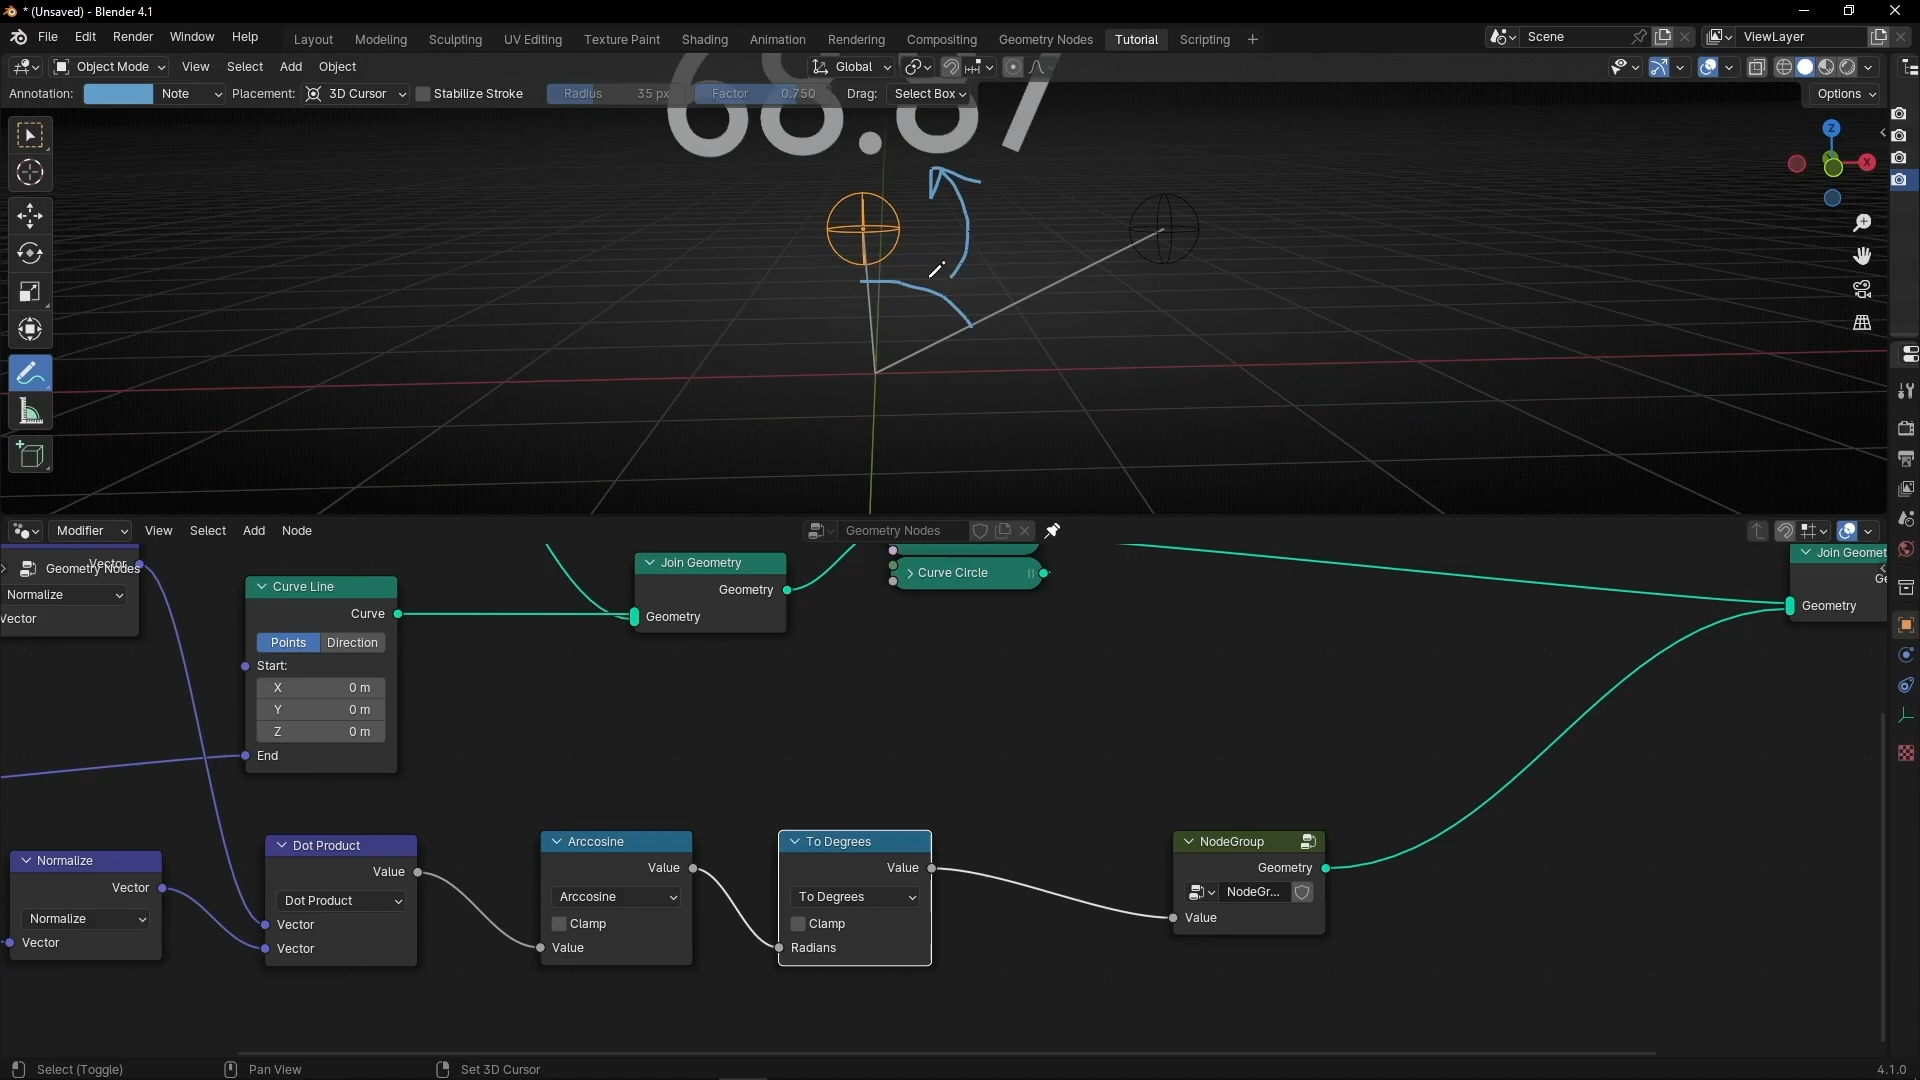 * (Unsaved) - Blender 4.1
File Edit Render Window Help Layout Modeling Sculpting UV Editing Texture Paint Shading Animation Rendering Compositing Geometry Nodes Tutorial Scripting + Scene ViewLayer
Object Mode View Select Add Object Global
Annotation: Note Placement: 3D Cursor Stabilize Stroke Radius 35 px Factor 0.750 Drag: Select Box Options
Z
X
Modifier View Select Add Node Geometry Nodes
Vector
Geometry Nodes
Normalize
Vector
Curve Line
Curve
Points Direction
Start:
X 0 m
Y 0 m
Z 0 m
End
Join Geometry
Geometry
Geometry
Curve Circle
Join Geomet
Ge
Geometry
Normalize
Vector
Normalize
Vector
Dot Product
Value
Dot Product
Vector
Vector
Arccosine
Value
Arccosine
Clamp
Value
To Degrees
Value
To Degrees
Clamp
Radians
NodeGroup
Geometry
NodeGr...
Value
Select (Toggle) Pan View Set 3D Cursor 4.1.0